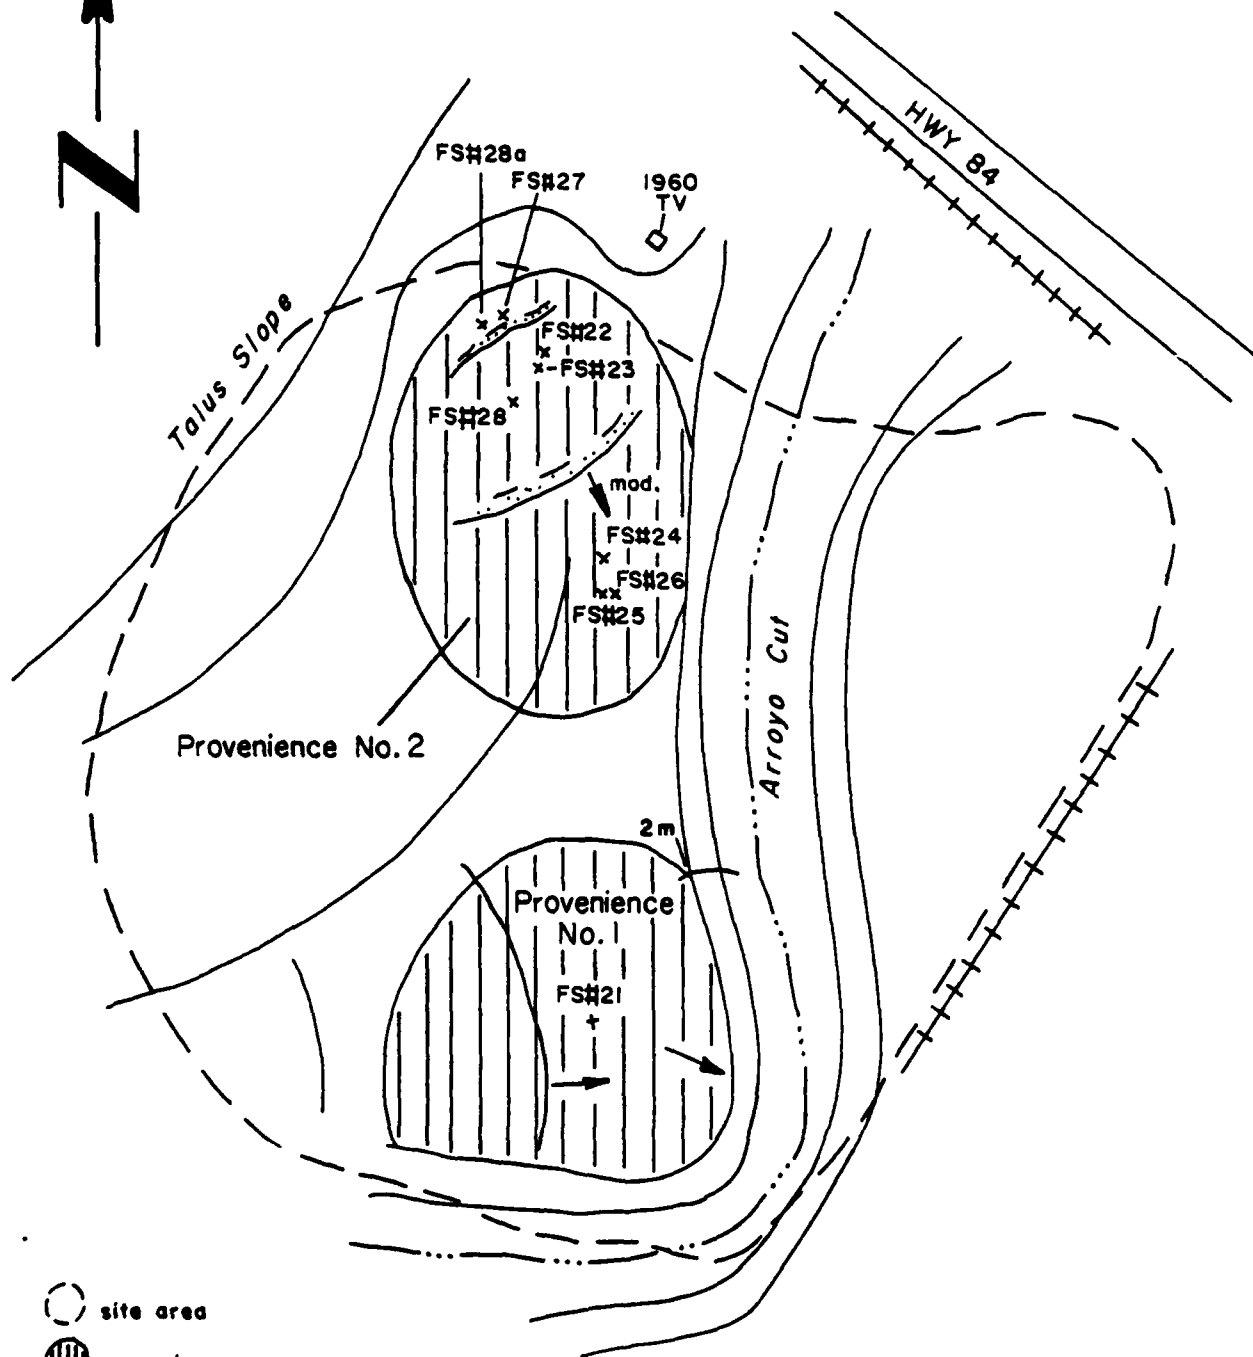 N
HWY 84
FS#28a
FS#27
1960
TV
Talus Slope
FS#22
x-FS#23
FS#28
mod.
FS#24
FS#26
FS#25
Arroyo Cut
Provenience No. 2
2m
Provenience
No. 1
FS#21
site area